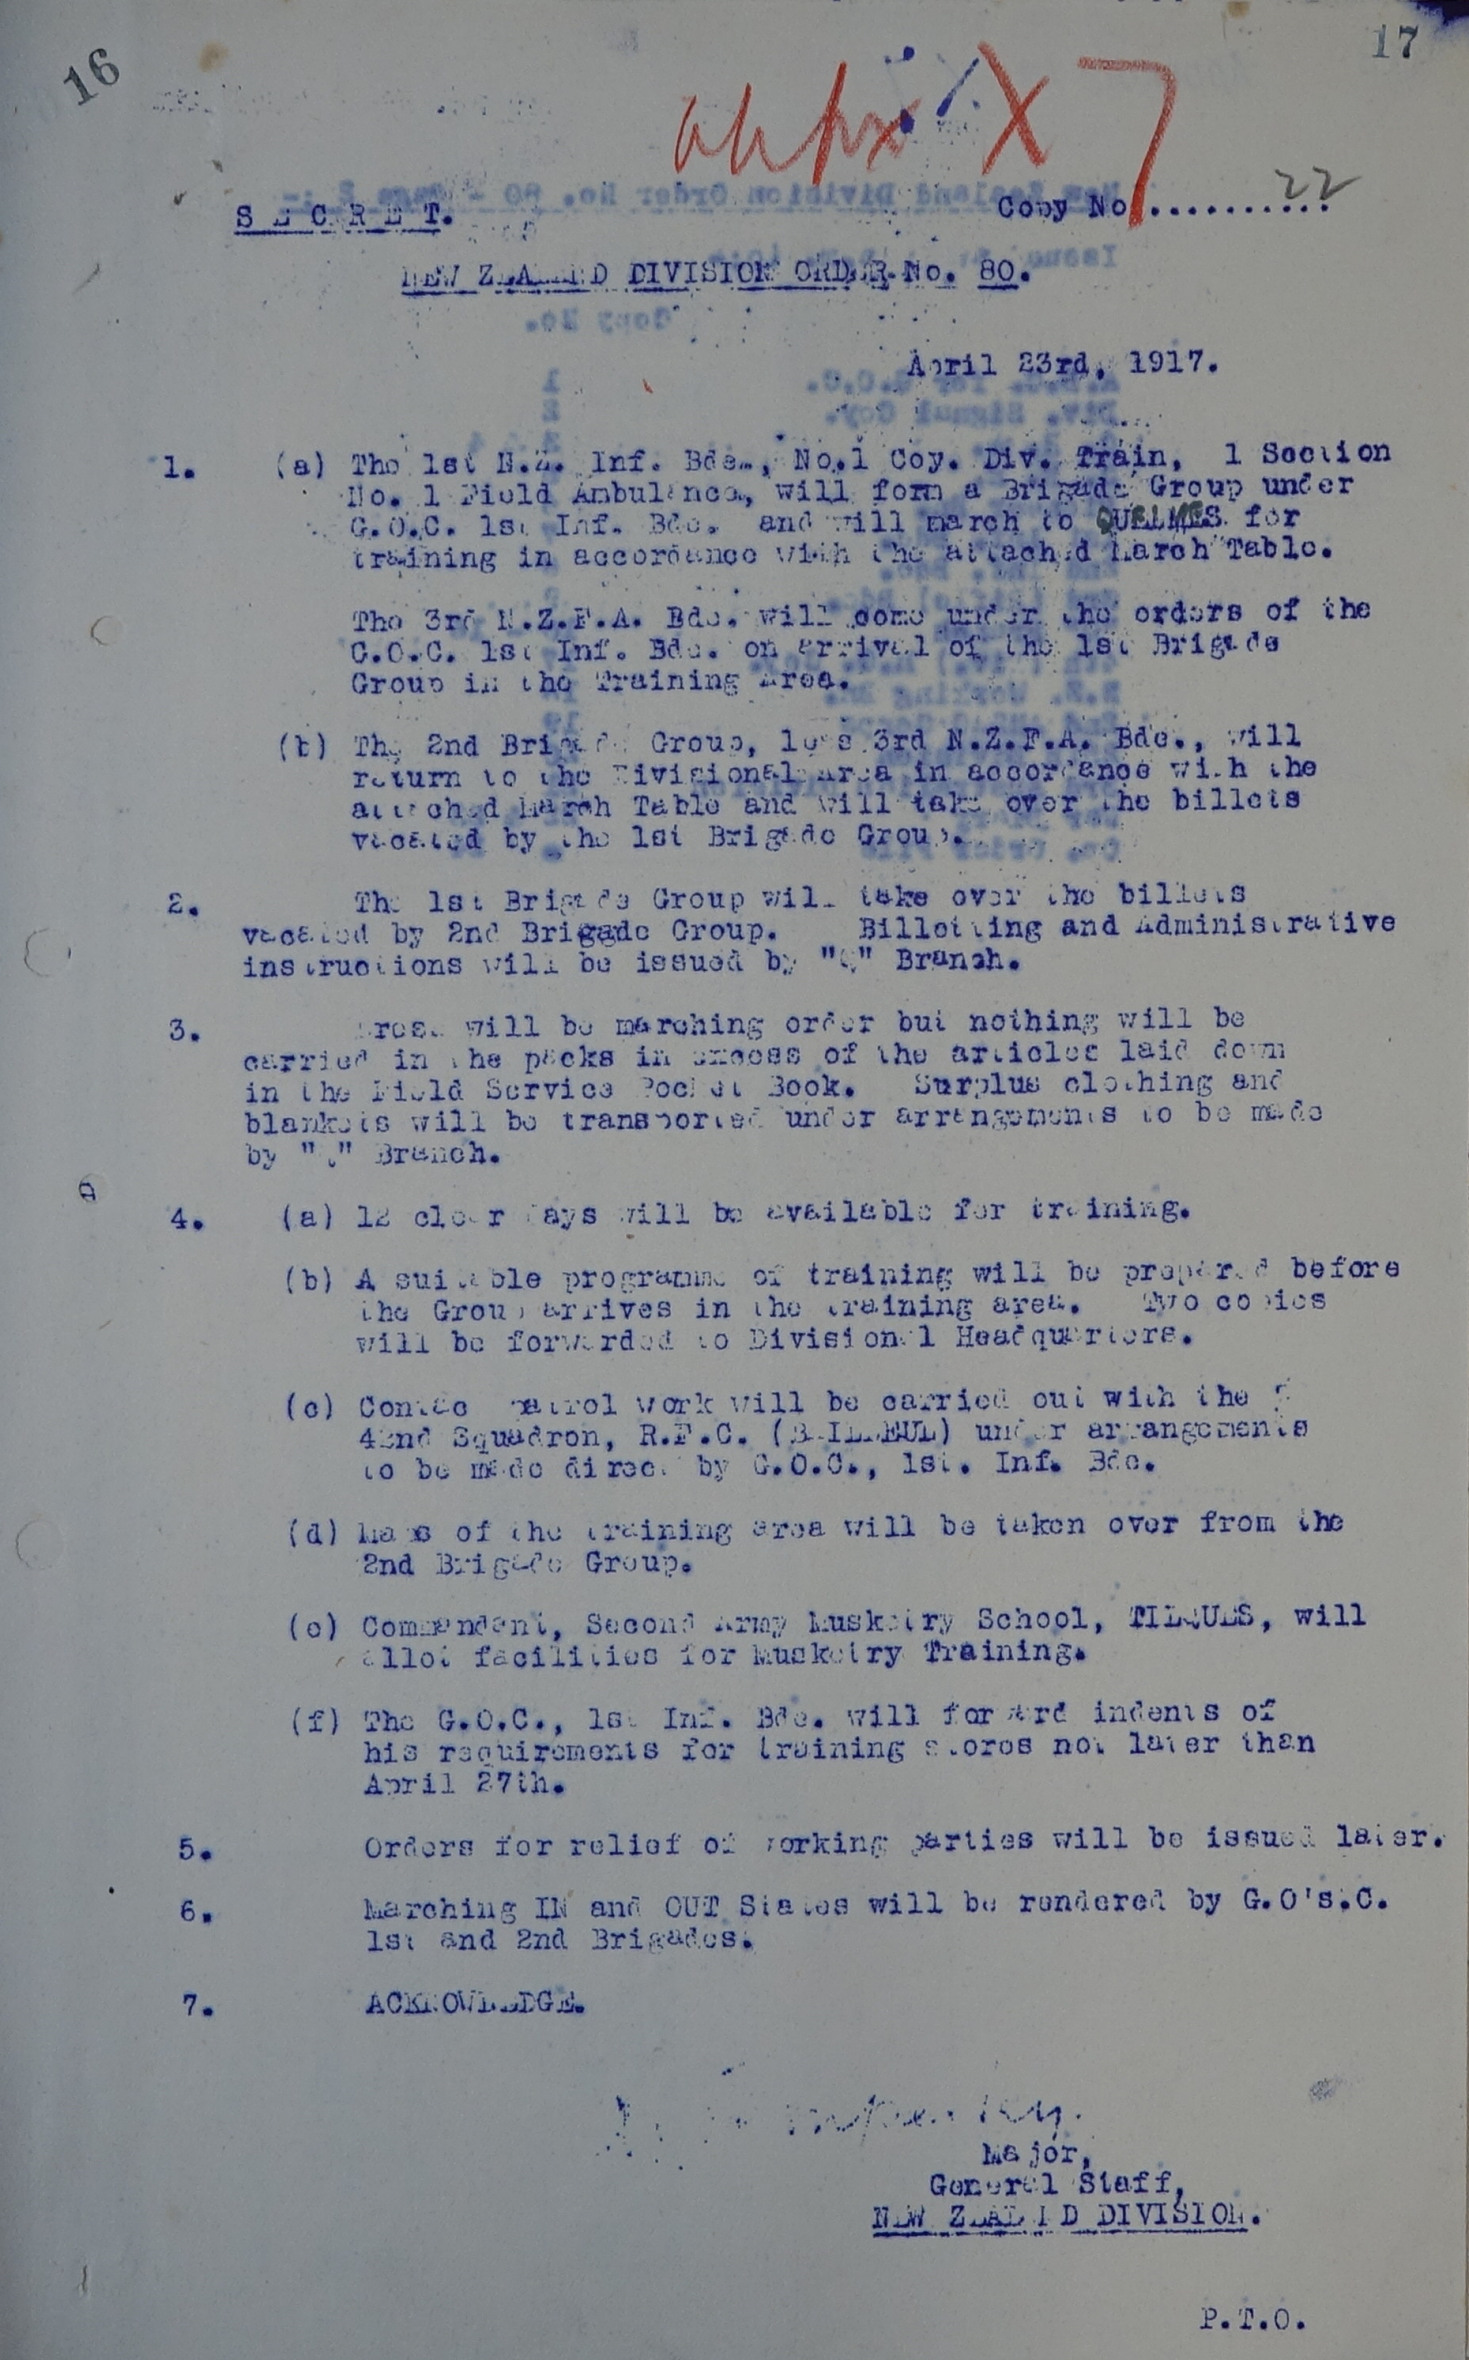 16
17
appx X 7
S E C R E T.
Copy No........... 22
NEW ZEALAND DIVISION ORDER No. 80.
April 23rd, 1917.
1. (a) The 1st N.Z. Inf. Bde., No.1 Coy. Div. Train, 1 Section
No. 1 Field Ambulance, will form a Brigade Group under
G.O.C. 1st Inf. Bde. and will march to QUELMES for
training in accordance with the attached March Table.
The 3rd N.Z.F.A. Bde. will come under the orders of the
G.O.C. 1st Inf. Bde. on arrival of the 1st Brigade
Group in the Training Area.
(b) The 2nd Brigade Group, less 3rd N.Z.F.A. Bde., will
return to the Divisional Area in accordance with the
attached March Table and will take over the billets
vacated by the 1st Brigade Group.
2. The 1st Brigade Group will take over the billets
vacated by 2nd Brigade Group. Billetting and Administrative
instructions will be issued by "Q" Branch.
3. Dress will be marching order but nothing will be
carried in the packs in excess of the articles laid down
in the Field Service Pocket Book. Surplus clothing and
blankets will be transported under arrangements to be made
by "Q" Branch.
4. (a) 12 clear days will be available for training.
(b) A suitable programme of training will be prepared before
the Group arrives in the training area. Two copies
will be forwarded to Divisional Headquarters.
(c) Contact patrol work will be carried out with the
42nd Squadron, R.F.C. (BAILLEUL) under arrangements
to be made direct by G.O.C., 1st. Inf. Bde.
(d) Maps of the training area will be taken over from the
2nd Brigade Group.
(e) Commandant, Second Army Musketry School, TILQUES, will
allot facilities for Musketry Training.
(f) The G.O.C., 1st Inf. Bde. will forward indents of
his requirements for training stores not later than
April 27th.
5. Orders for relief of working parties will be issued later.
6. Marching IN and OUT States will be rendered by G.O's.C.
1st and 2nd Brigades.
7. ACKNOWLEDGE.
Major,
General Staff,
NEW ZEALAND DIVISION.
P.T.O.